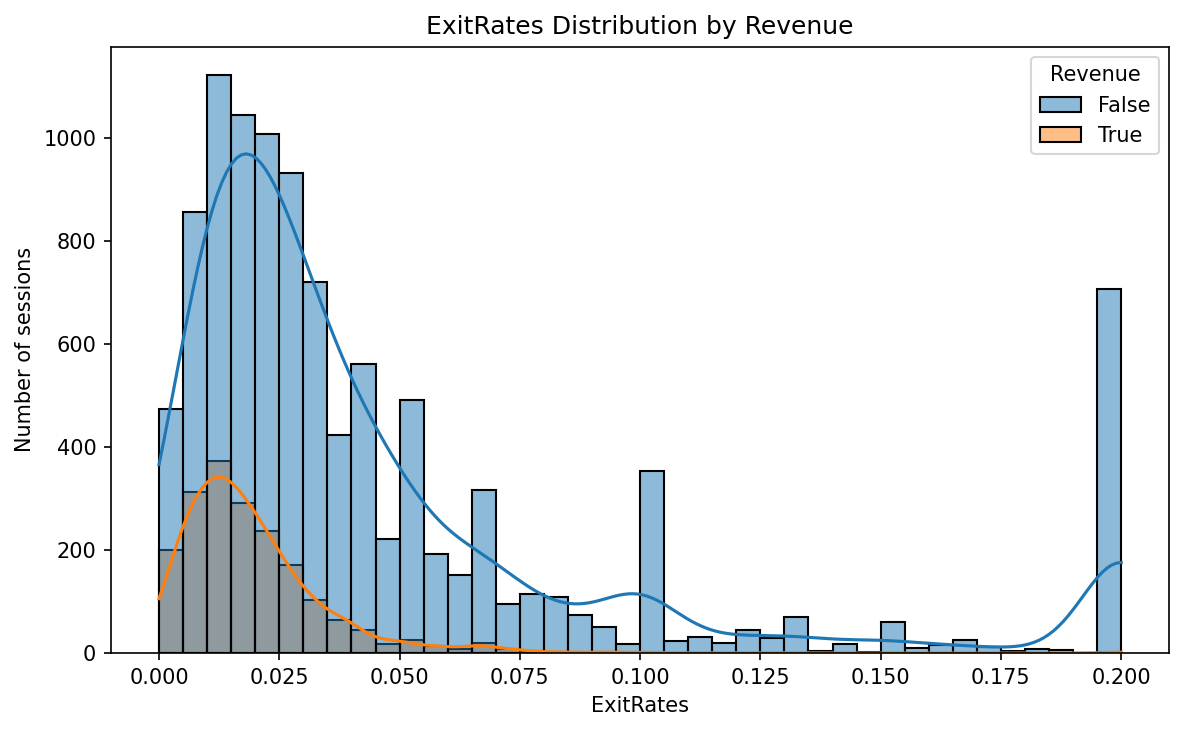 ExitRates Distribution by Revenue
Revenue
False
True
Number of sessions
1000
800
600
400
200
0
0.000 0.025 0.050 0.075 0.100 0.125 0.150 0.175 0.200
ExitRates